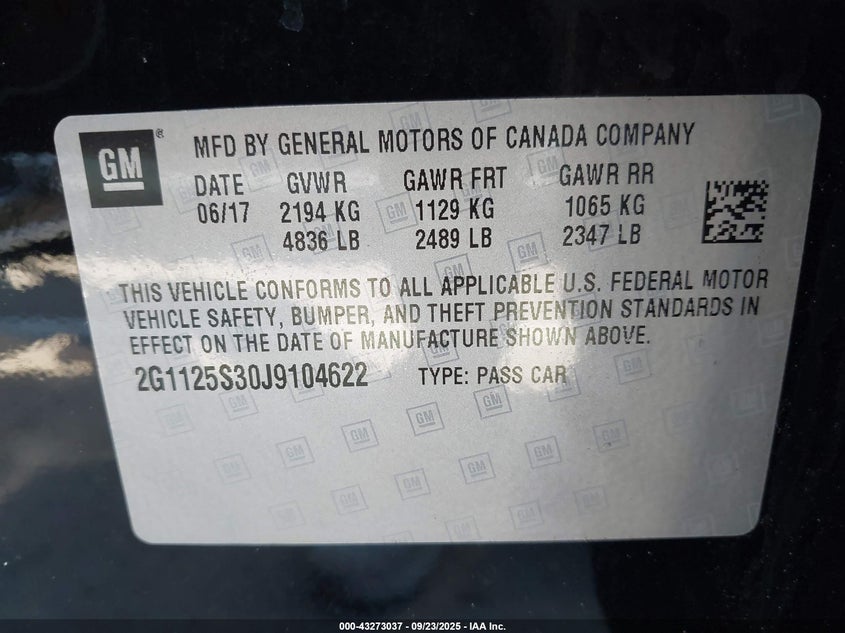 GM ®
MFD BY GENERAL MOTORS OF CANADA COMPANY
DATE GVWR GAWR FRT GAWR RR
06/17 2194 KG 1129 KG 1065 KG
4836 LB 2489 LB 2347 LB
THIS VEHICLE CONFORMS TO ALL APPLICABLE U.S. FEDERAL MOTOR
VEHICLE SAFETY, BUMPER, AND THEFT PREVENTION STANDARDS IN
EFFECT ON THE DATE OF MANUFACTURE SHOWN ABOVE.
2G1125S30J9104622 TYPE: PASS CAR
000-43273037 - 09/23/2025 - IAA Inc.